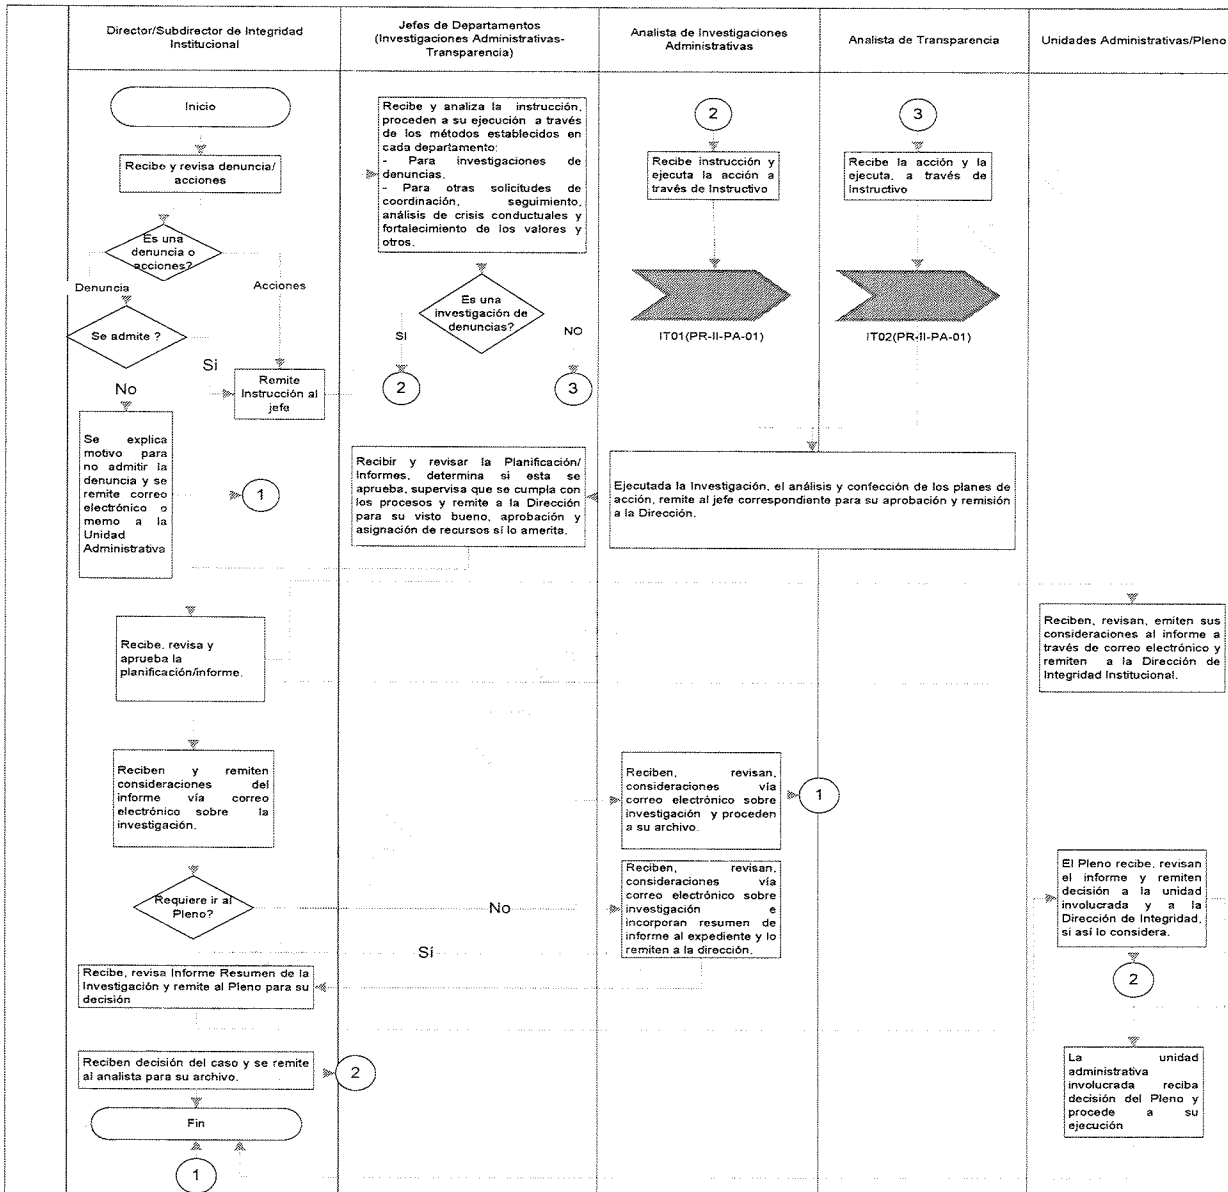 Director/Subdirector de Integridad
Institucional
Jefes de Departamentos
(Investigaciones Administrativas-
Transparencia)
Analista de Investigaciones
Administrativas
Analista de Transparencia
Unidades Administrativas/Pleno
Inicio
Recibe y revisa denuncia/
acciones
Es una
denuncia o
acciones?
Denuncia
Acciones
Se admite ?
Si
No
Remite
Instrucción al
jefe
Se explica
motivo para
no admitir la
denuncia y se
remite correo
electrónico o
memo a la
Unidad
Administrativa
1
Recibe y analiza la instrucción,
proceden a su ejecución a través
de los métodos establecidos en
cada departamento:
- Para investigaciones de
denuncias.
- Para otras solicitudes de
coordinación, seguimiento,
análisis de crisis conductuales y
fortalecimiento de los valores y
otros.
Es una
investigación de
denuncias?
SI
NO
2
3
2
Recibe instrucción y
ejecuta la acción a
través de Instructivo
IT01(PR-II-PA-01)
3
Recibe la acción y la
ejecuta, a través de
Instructivo
IT02(PR-II-PA-01)
Recibir y revisar la Planificación/
Informes, determina si esta se
aprueba, supervisa que se cumpla con
los procesos y remite a la Dirección
para su visto bueno, aprobación y
asignación de recursos sí lo amerita.
Ejecutada la Investigación, el análisis y confección de los planes de
acción, remite al jefe correspondiente para su aprobación y remisión
a la Dirección.
Recibe, revisa y
aprueba la
planificación/informe.
Reciben, revisan, emiten sus
consideraciones al informe a
través de correo electrónico y
remiten a la Dirección de
Integridad Institucional.
Reciben y remiten
consideraciones del
informe vía correo
electrónico sobre la
investigación.
Reciben, revisan,
consideraciones vía
correo electrónico sobre
investigación y proceden
a su archivo.
1
Requiere ir al
Pleno?
No
Sí
Reciben, revisan,
consideraciones vía
correo electrónico sobre
investigación e
incorporan resumen de
informe al expediente y lo
remiten a la dirección.
El Pleno recibe, revisan
el informe y remiten
decisión a la unidad
involucrada y a la
Dirección de Integridad,
si así lo considera.
2
Recibe, revisa Informe Resumen de la
Investigación y remite al Pleno para su
decisión
Reciben decisión del caso y se remite
al analista para su archivo.
2
La unidad
administrativa
involucrada reciba
decisión del Pleno y
procede a su
ejecución
Fin
1